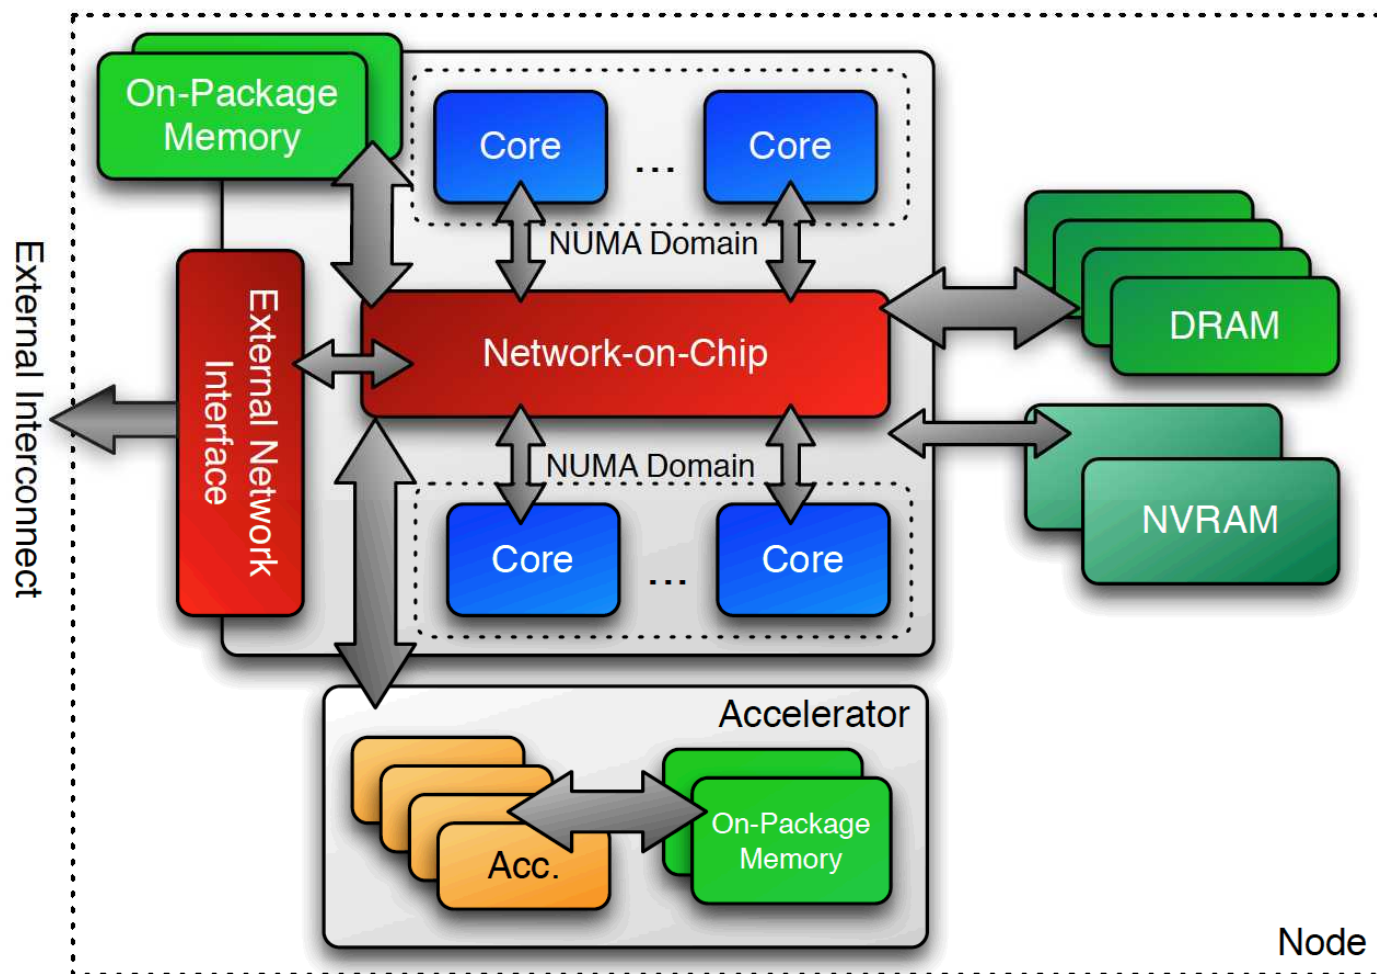 On-Package
Memory
Core
...
Core
NUMA Domain
External Interconnect
External Network
Interface
Network-on-Chip
DRAM
NUMA Domain
NVRAM
Core
...
Core
Accelerator
Acc.
On-Package
Memory
Node